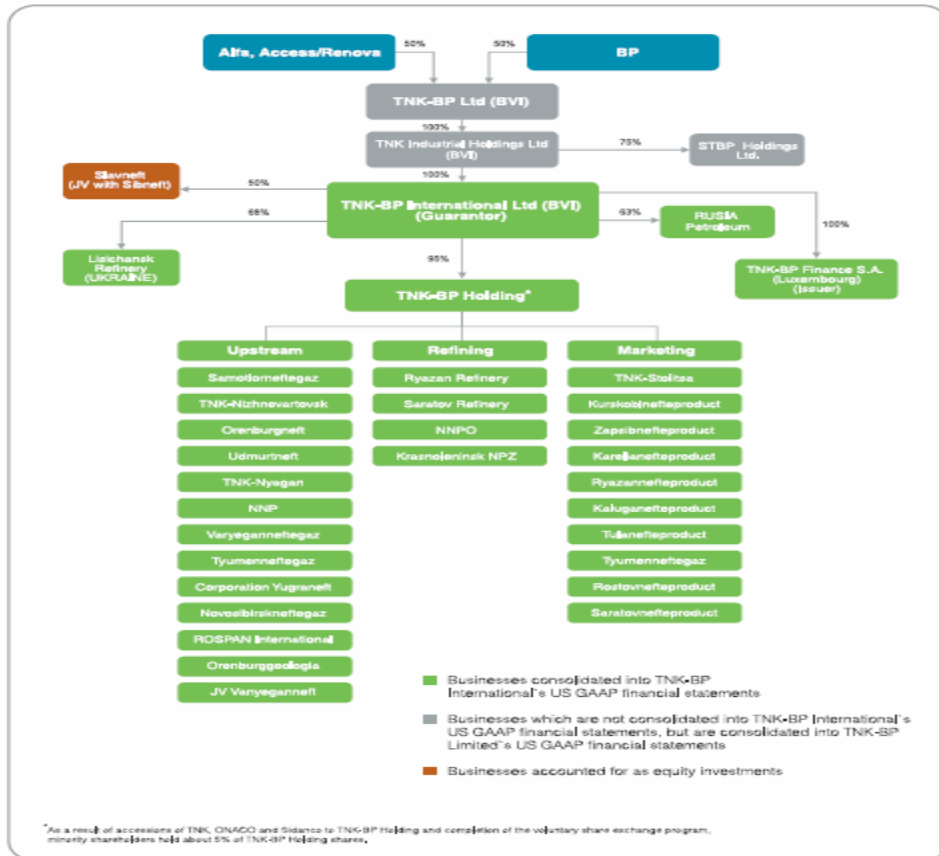 Alfa, Access/Renova
50%
50%
BP
TNK-BP Ltd (BVI)
100%
TNK Industrial Holdings Ltd
(BVI)
75%
STBP Holdings
Ltd.
100%
Slavneft
(JV with Sibneft)
50%
TNK-BP International Ltd (BVI)
(Guarantor)
68%
63%
RUSIA
Petroleum
100%
Lisichansk
Refinery
(UKRAINE)
95%
TNK-BP Finance S.A.
(Luxembourg)
(Issuer)
TNK-BP Holding*
Upstream
Refining
Marketing
Samotlorneftegaz
Ryazan Refinery
TNK-Stolitsa
TNK-Nizhnevartovsk
Saratov Refinery
Kurskoblnefteproduct
Orenburgneft
NNPO
Zapsibnefteproduct
Udmurtneft
Krasnoleninsk NPZ
Karelianefteproduct
TNK-Nyagan
Ryazannefteproduct
NNP
Kaluganefteproduct
Varyeganneftegaz
Tulanefteproduct
Tyumenneftegaz
Tyumenneftegaz
Corporation Yugraneft
Rostovnefteproduct
Novosibirskneftegaz
Saratovnefteproduct
ROSPAN International
Orenburggeologia
JV Vanyeganneft
Businesses consolidated into TNK-BP
International's US GAAP financial statements
Businesses which are not consolidated into TNK-BP International's
US GAAP financial statements, but are consolidated into TNK-BP
Limited's US GAAP financial statements
Businesses accounted for as equity investments
*As a result of accessions of TNK, ONACO and Sidanco to TNK-BP Holding and completion of the voluntary share exchange program,
minority shareholders hold about 5% of TNK-BP Holding shares.